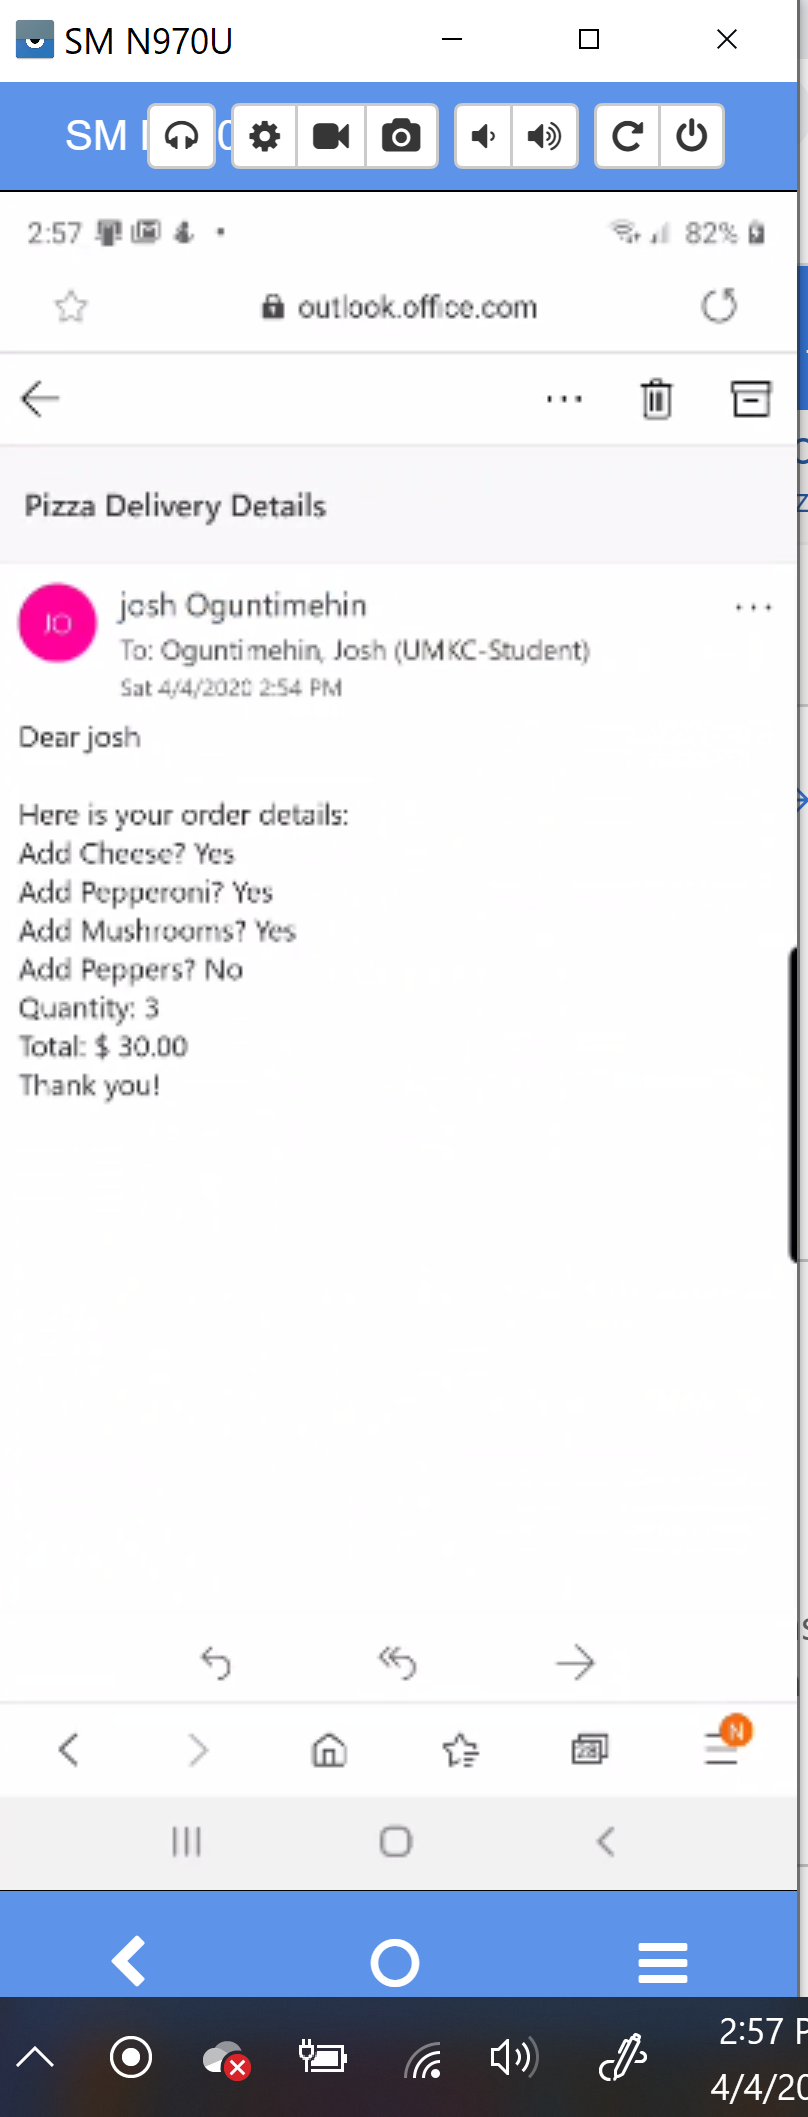 SM N970U
SM
2:57
82%
outlook.office.com
Pizza Delivery Details
JO
josh Oguntimehin
To: Oguntimehin, Josh (UMKC-Student)
Sat 4/4/2020 2:54 PM
Dear josh
Here is your order details:
Add Cheese? Yes
Add Pepperoni? Yes
Add Mushrooms? Yes
Add Peppers? No
Quantity: 3
Total: $ 30.00
Thank you!
28
N
2:57 P
4/4/20